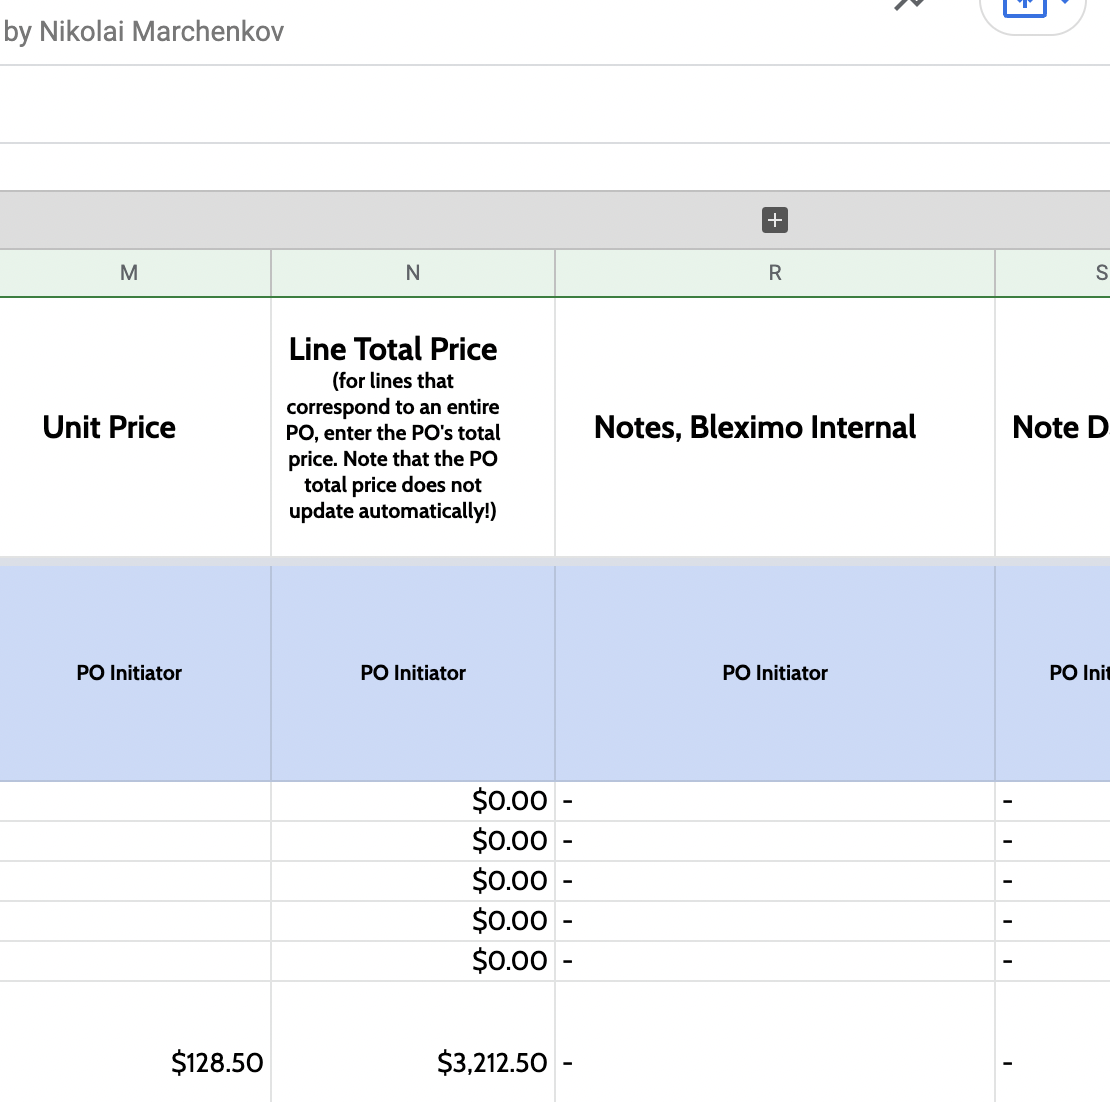 by Nikolai Marchenkov
M N R S
Line Total Price
(for lines that
correspond to an entire
PO, enter the PO's total
price. Note that the PO
total price does not
update automatically!)
Unit Price
Notes, Bleximo Internal
Note D
PO Initiator PO Initiator PO Initiator PO Init
$0.00 - -
$0.00 - -
$0.00 - -
$0.00 - -
$0.00 - -
$128.50 $3,212.50 - -